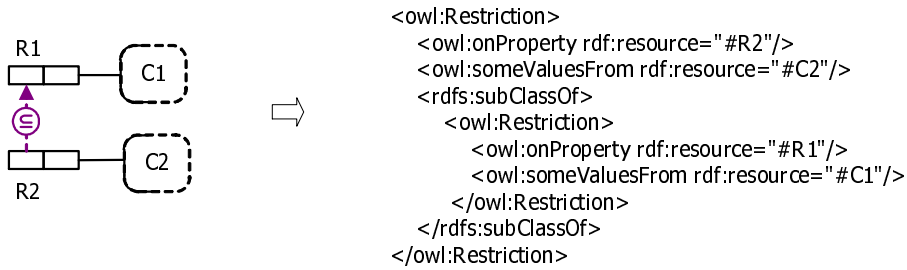 R1
C1
⊆
C2
R2
<owl:Restriction>
<owl:onProperty rdf:resource="#R2"/>
<owl:someValuesFrom rdf:resource="#C2"/>
<rdfs:subClassOf>
<owl:Restriction>
<owl:onProperty rdf:resource="#R1"/>
<owl:someValuesFrom rdf:resource="#C1"/>
</owl:Restriction>
</rdfs:subClassOf>
</owl:Restriction>